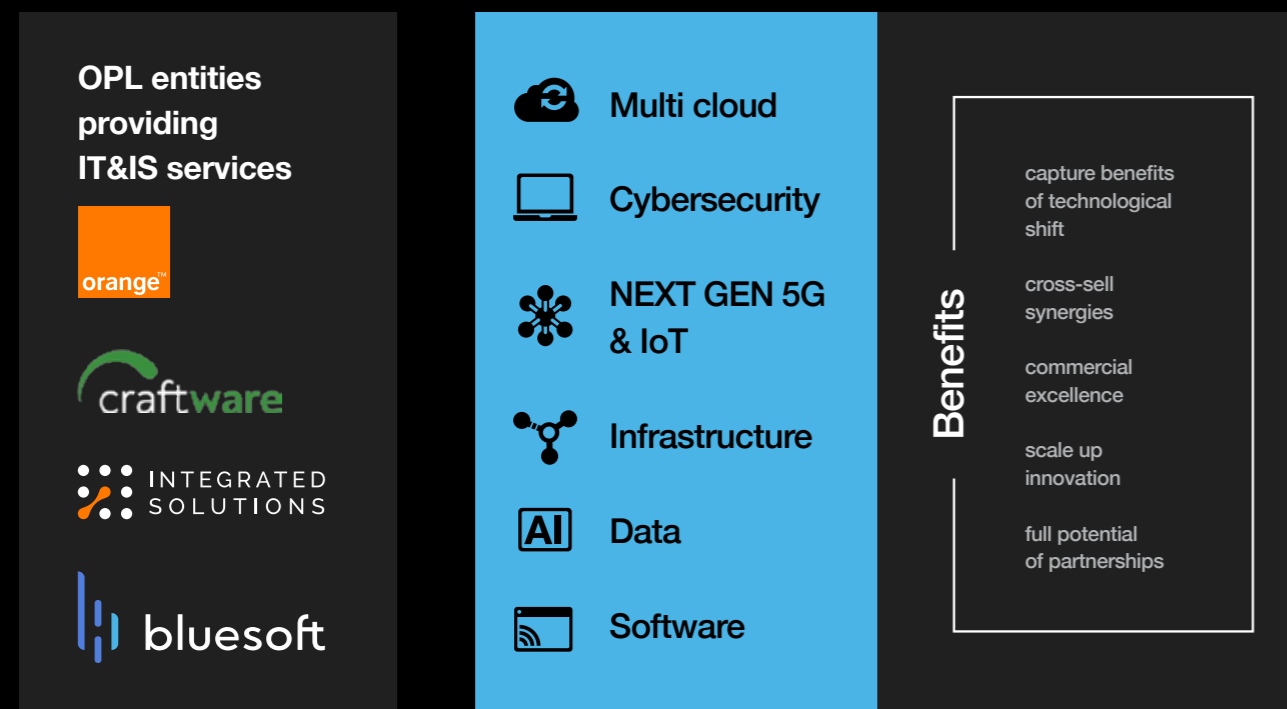 OPL entities
providing
IT&IS services
orange™
craftware
INTEGRATED
SOLUTIONS
bluesoft
Multi cloud
Cybersecurity
NEXT GEN 5G
& IoT
Infrastructure
AI
Data
Software
Benefits
capture benefits
of technological
shift
cross-sell
synergies
commercial
excellence
scale up
innovation
full potential
of partnerships